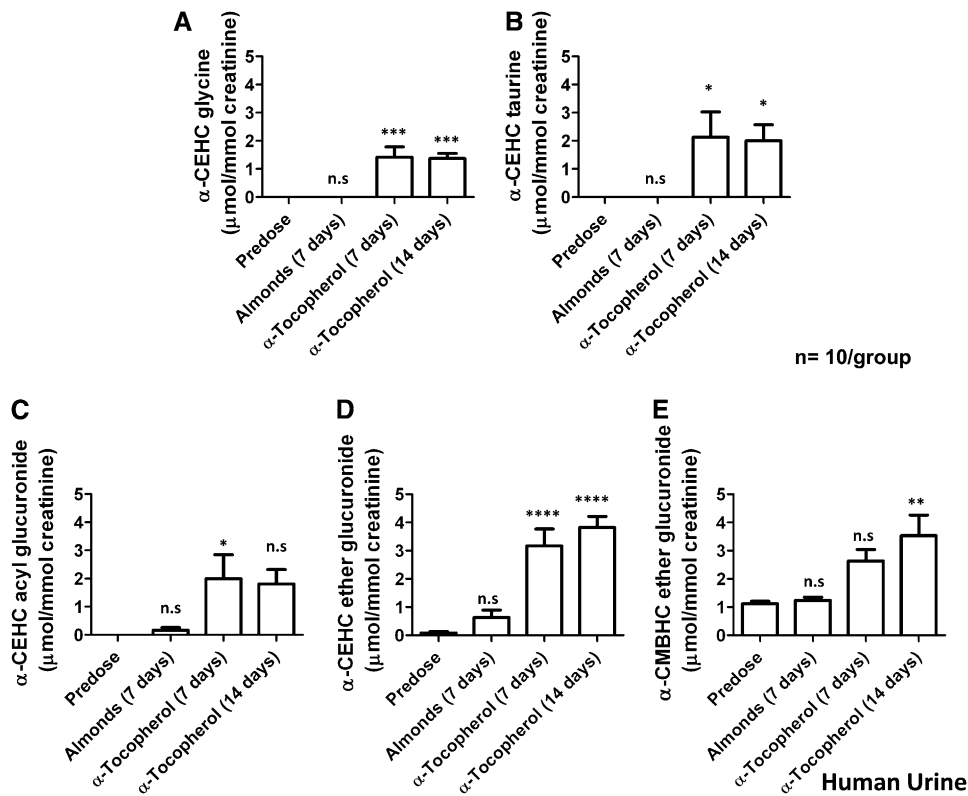 A
α-CEHC glycine
(μmol/mmol creatinine)
5
4
3
2
1
0
n.s
***
***
Predose
Almonds (7 days)
α-Tocopherol (7 days)
α-Tocopherol (14 days)
B
α-CEHC taurine
(μmol/mmol creatinine)
5
4
3
2
1
0
n.s
*
*
Predose
Almonds (7 days)
α-Tocopherol (7 days)
α-Tocopherol (14 days)
n= 10/group
C
α-CEHC acyl glucuronide
(μmol/mmol creatinine)
5
4
3
2
1
0
n.s
*
n.s
Predose
Almonds (7 days)
α-Tocopherol (7 days)
α-Tocopherol (14 days)
D
α-CEHC ether glucuronide
(μmol/mmol creatinine)
5
4
3
2
1
0
n.s
****
****
Predose
Almonds (7 days)
α-Tocopherol (7 days)
α-Tocopherol (14 days)
E
α-CMBHC ether glucuronide
(μmol/mmol creatinine)
5
4
3
2
1
0
n.s
n.s
**
Predose
Almonds (7 days)
α-Tocopherol (7 days)
α-Tocopherol (14 days)
Human Urine